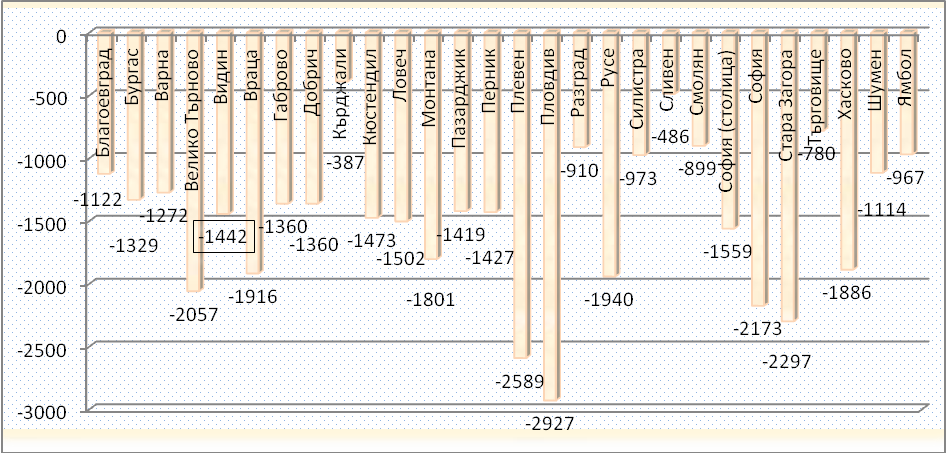 0
-500
-1000
-1500
-2000
-2500
-3000
Благоевград
Бургас
Варна
Велико Търново
Видин
Враца
Габрово
Добрич
Кърджали
Кюстендил
Ловеч
Монтана
Пазарджик
Перник
Плевен
Пловдив
Разград
Русе
Силистра
Сливен
Смолян
София (столица)
София
Стара Загора
Търговище
Хасково
Шумен
Ямбол
-1122
-1329
-1272
-2057
-1442
-1916
-1360
-1360
-387
-1473
-1502
-1801
-1419
-1427
-2589
-2927
-910
-1940
-973
-486
-899
-1559
-2173
-2297
-780
-1886
-1114
-967